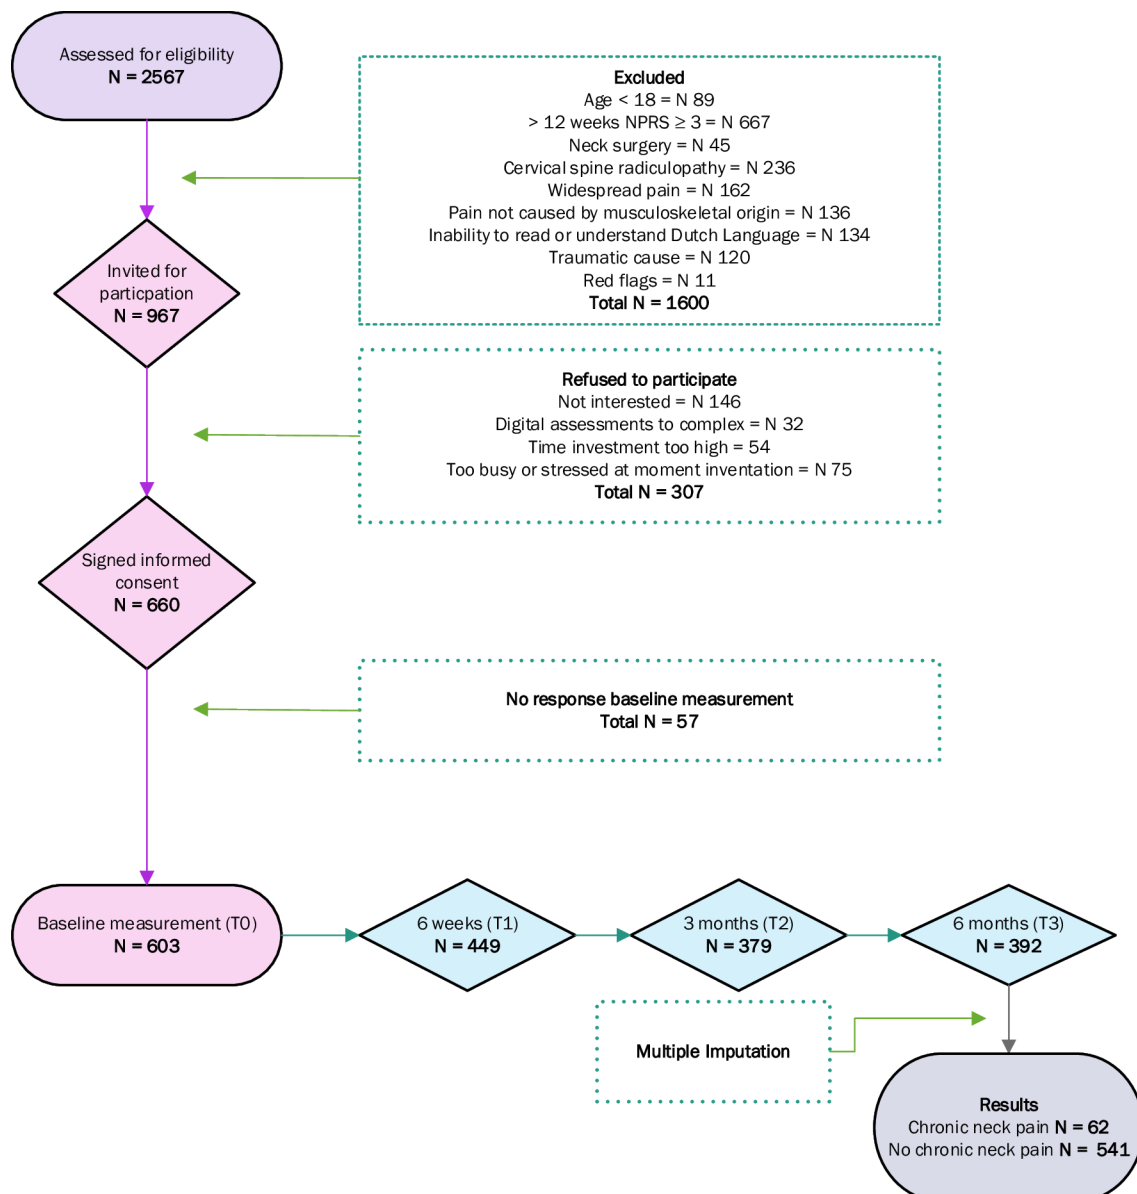 Assessed for eligibility
N = 2567
Excluded
Age < 18 = N 89
> 12 weeks NPRS ≥ 3 = N 667
Neck surgery = N 45
Cervical spine radiculopathy = N 236
Widespread pain = N 162
Pain not caused by musculoskeletal origin = N 136
Inability to read or understand Dutch Language = N 134
Traumatic cause = N 120
Red flags = N 11
Total N = 1600
Invited for
particpation
N = 967
Refused to participate
Not interested = N 146
Digital assessments to complex = N 32
Time investment too high = 54
Too busy or stressed at moment inventation = N 75
Total N = 307
Signed informed
consent
N = 660
No response baseline measurement
Total N = 57
Baseline measurement (T0)
N = 603
6 weeks (T1)
N = 449
3 months (T2)
N = 379
6 months (T3)
N = 392
Multiple Imputation
Results
Chronic neck pain N = 62
No chronic neck pain N = 541